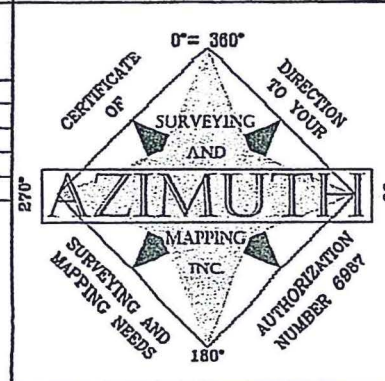 0°= 360°
CERTIFICATE
OF
DIRECTION
TO YOUR
SURVEYING
AND
270°
AZIMUTH
MAPPING
INC.
SURVEYING AND
MAPPING NEEDS
AUTHORIZATION
NUMBER 6987
180°